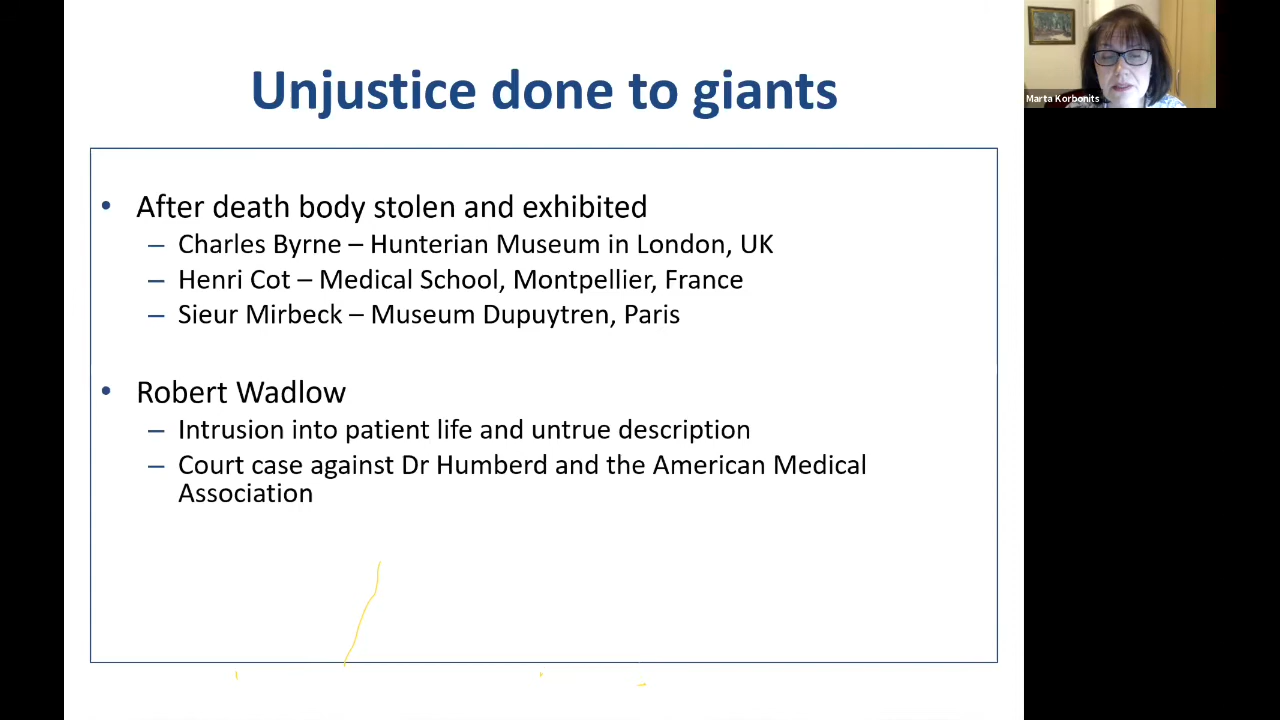 Unjustice done to giants
• After death body stolen and exhibited
– Charles Byrne – Hunterian Museum in London, UK
– Henri Cot – Medical School, Montpellier, France
– Sieur Mirbeck – Museum Dupuytren, Paris
• Robert Wadlow
– Intrusion into patient life and untrue description
– Court case against Dr Humberd and the American Medical
Association
Marta Korbonits